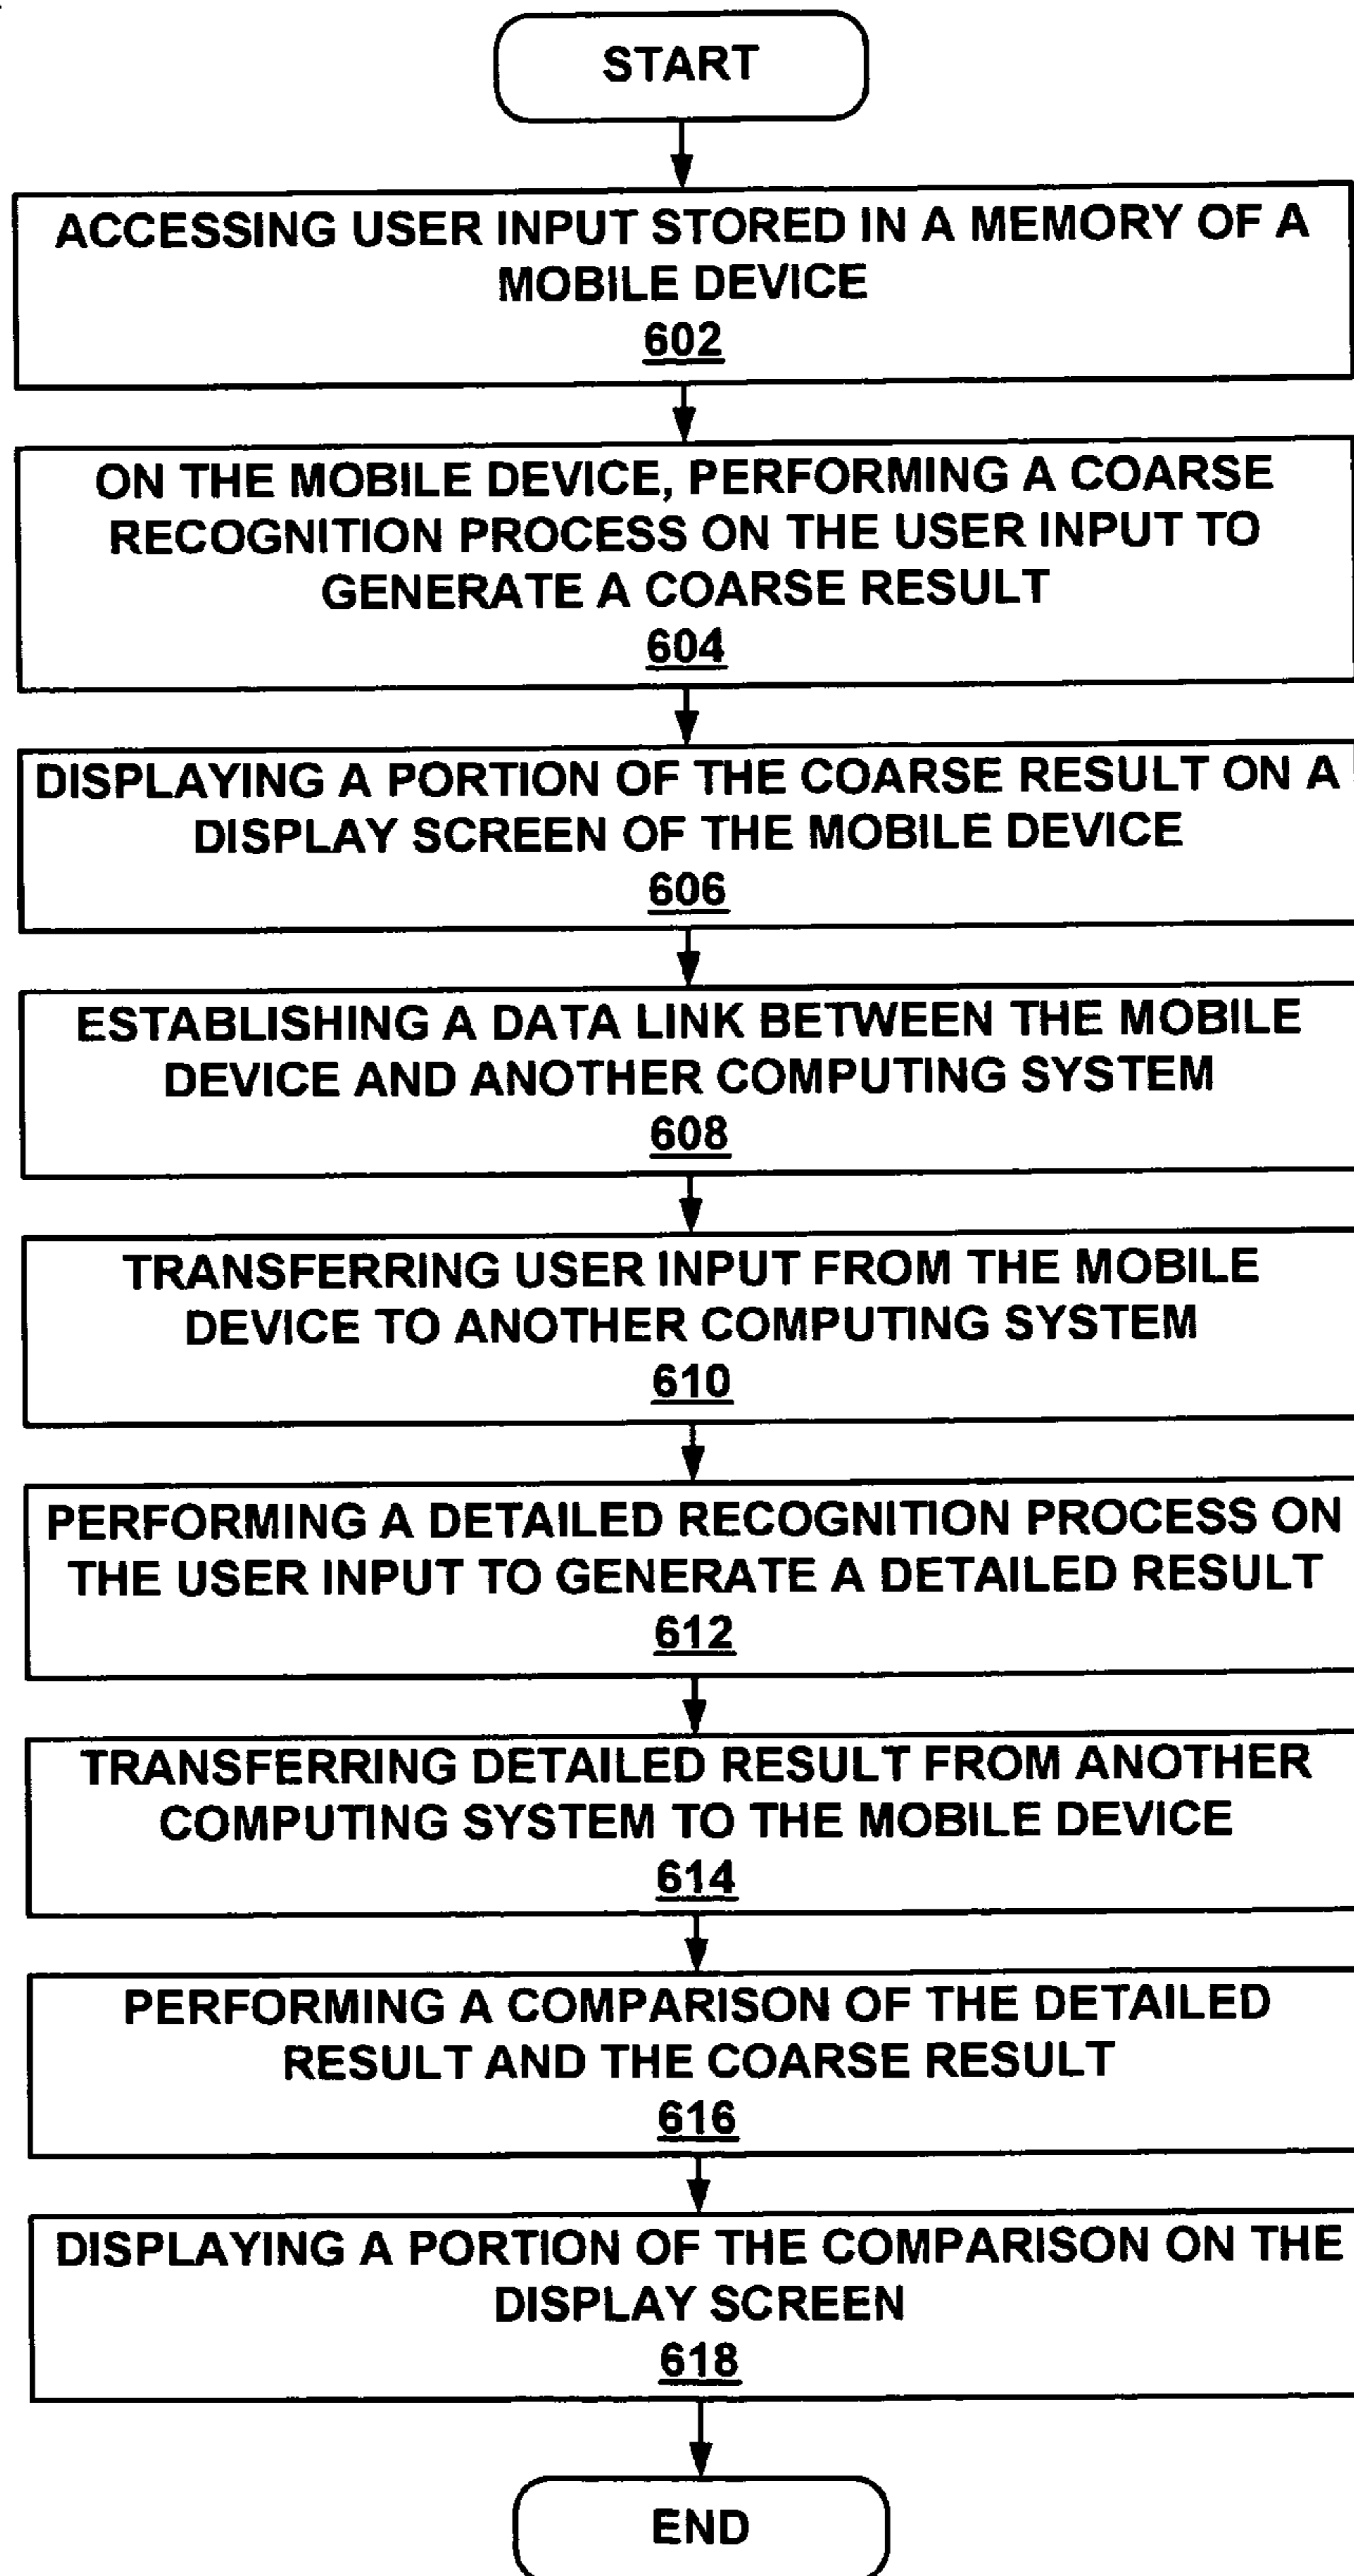 START
ACCESSING USER INPUT STORED IN A MEMORY OF A
MOBILE DEVICE
602
ON THE MOBILE DEVICE, PERFORMING A COARSE
RECOGNITION PROCESS ON THE USER INPUT TO
GENERATE A COARSE RESULT
604
DISPLAYING A PORTION OF THE COARSE RESULT ON A
DISPLAY SCREEN OF THE MOBILE DEVICE
606
ESTABLISHING A DATA LINK BETWEEN THE MOBILE
DEVICE AND ANOTHER COMPUTING SYSTEM
608
TRANSFERRING USER INPUT FROM THE MOBILE
DEVICE TO ANOTHER COMPUTING SYSTEM
610
PERFORMING A DETAILED RECOGNITION PROCESS ON
THE USER INPUT TO GENERATE A DETAILED RESULT
612
TRANSFERRING DETAILED RESULT FROM ANOTHER
COMPUTING SYSTEM TO THE MOBILE DEVICE
614
PERFORMING A COMPARISON OF THE DETAILED
RESULT AND THE COARSE RESULT
616
DISPLAYING A PORTION OF THE COMPARISON ON THE
DISPLAY SCREEN
618
END